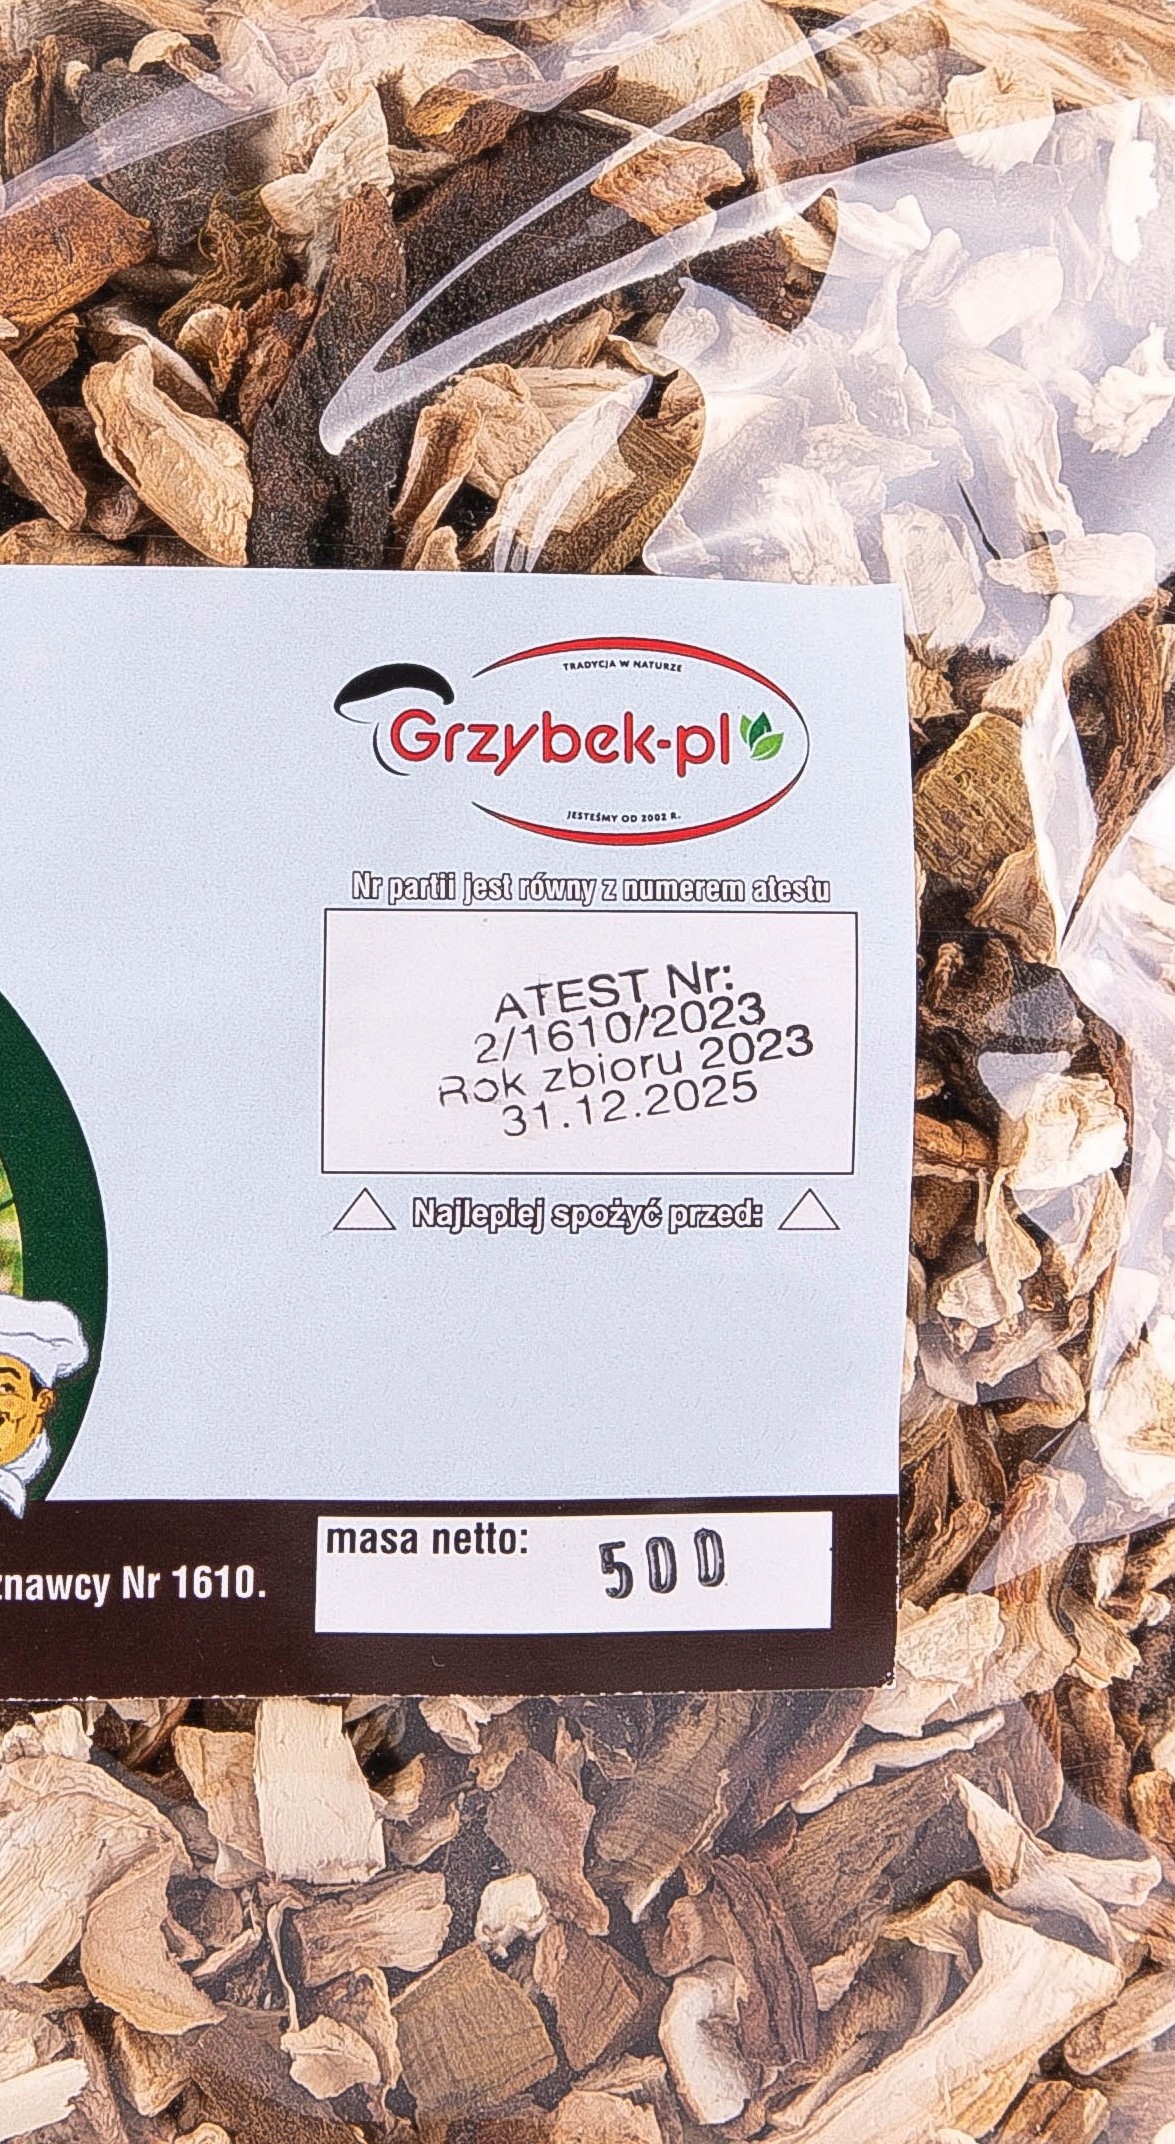 TRADYCJA W NATURZE
Grzybek-pl
JESTEŚMY OD 2002 R.
Nr partii jest równy z numerem atestu
ATEST Nr:
2/1610/2023
Rok zbioru 2023
31.12.2025
Najlepiej spożyć przed:
masa netto: 500
znawcy Nr 1610.